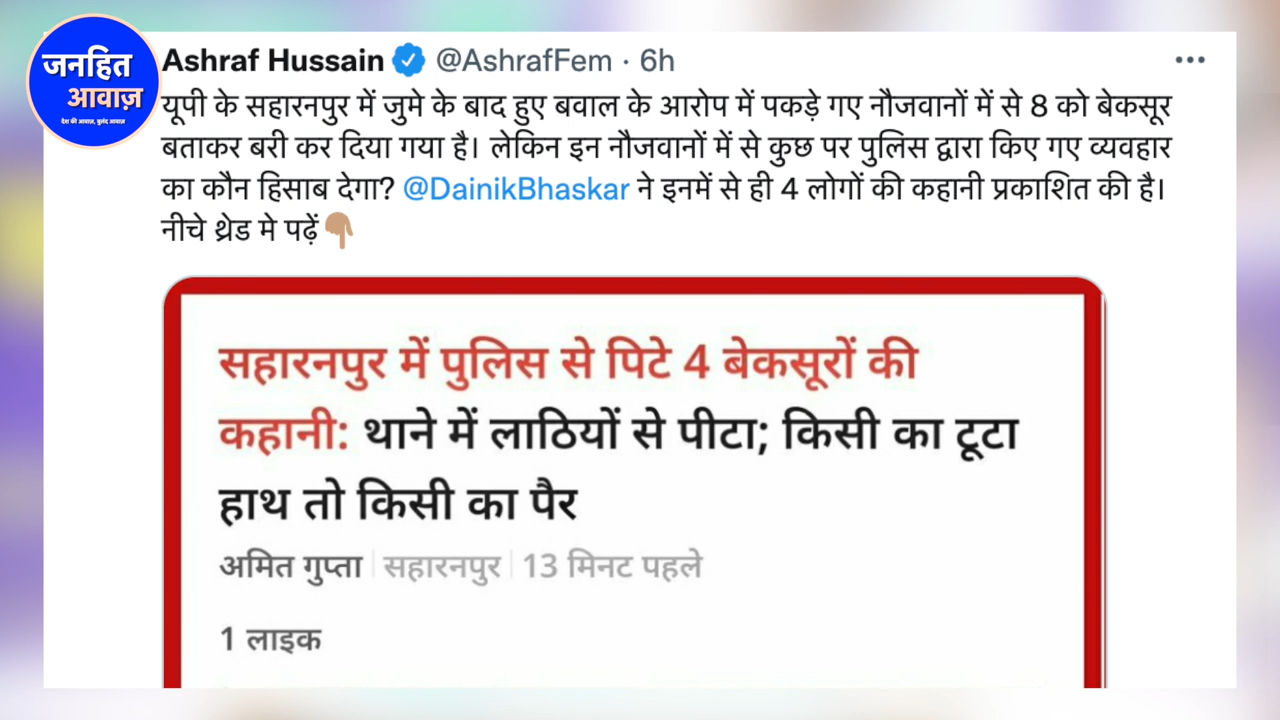 जनहित
आवाज़
देश की आवाज़, बुलंद आवाज़
Ashraf Hussain @AshrafFem · 6h
यूपी के सहारनपुर में जुमे के बाद हुए बवाल के आरोप में पकड़े गए नौजवानों में से 8 को बेकसूर
बताकर बरी कर दिया गया है। लेकिन इन नौजवानों में से कुछ पर पुलिस द्वारा किए गए व्यवहार
का कौन हिसाब देगा? @DainikBhaskar ने इनमें से ही 4 लोगों की कहानी प्रकाशित की है।
नीचे थ्रेड मे पढ़ें
सहारनपुर में पुलिस से पिटे 4 बेकसूरों की
कहानी: थाने में लाठियों से पीटा; किसी का टूटा
हाथ तो किसी का पैर
अमित गुप्ता | सहारनपुर | 13 मिनट पहले
1 लाइक